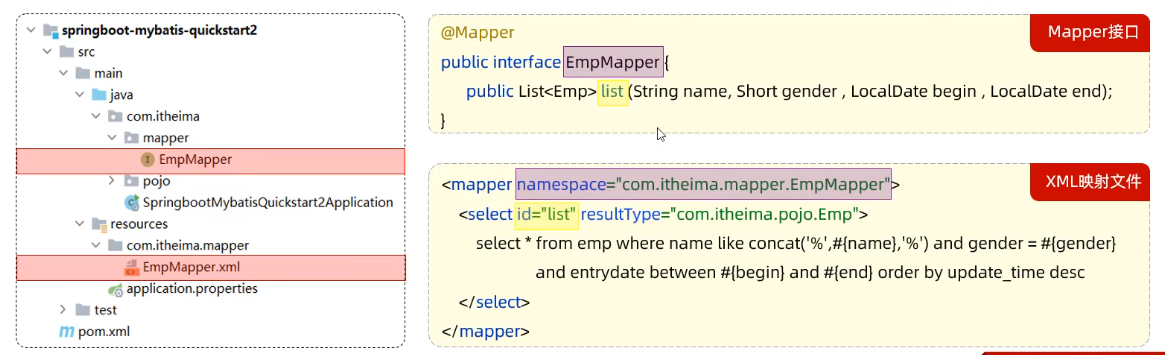 springboot-mybatis-quickstart2
src
main
java
com.itheima
mapper
I EmpMapper
pojo
SpringbootMybatisQuickstart2Application
resources
com.itheima.mapper
EmpMapper.xml
application.properties
test
m pom.xml
Mapper接口
@Mapper
public interface EmpMapper {
public List<Emp> list (String name, Short gender , LocalDate begin , LocalDate end);
}
XML映射文件
<mapper namespace="com.itheima.mapper.EmpMapper">
<select id="list" resultType="com.itheima.pojo.Emp">
select * from emp where name like concat('%',#{name},'%') and gender = #{gender}
and entrydate between #{begin} and #{end} order by update_time desc
</select>
</mapper>